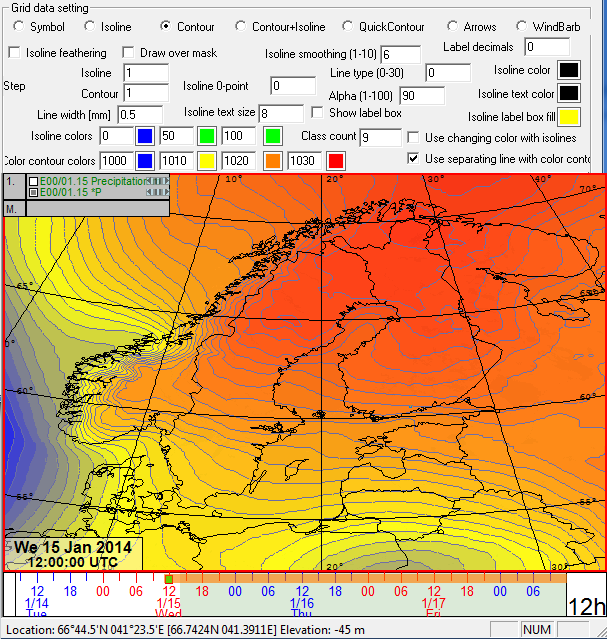 Grid data setting
Symbol Isoline Contour Contour+Isoline QuickContour Arrows WindBarb
Isoline feathering Draw over mask Isoline smoothing (1-10) 6 Label decimals 0
Step Isoline 1 Isoline 0-point 0 Line type (0-30) 0 Isoline color
Contour 1 Alpha (1-100) 90 Isoline text color
Line width [mm] 0.5 Isoline text size 8 Show label box Isoline label box fill
Isoline colors 0 50 100 Class count 9 Use changing color with isolines
Color contour colors 1000 1010 1020 1030 Use separating line with color conto
1. E00/01.15 Precipitation
E00/01.15 *P
M.
10° 20° 30° 40° 70°
65° 65°
0°
60° 60°
55° 55°
We 15 Jan 2014
12:00:00 UTC
20° 30°
12 18 00 06 12 18 00 06 12 18 00 06 12 18 00 06
1/14 1/15 1/16 1/17
Tue Wed Thu Fri
12h
Location: 66°44.5'N 041°23.5'E [66.7424N 041.3911E] Elevation: -45 m NUM